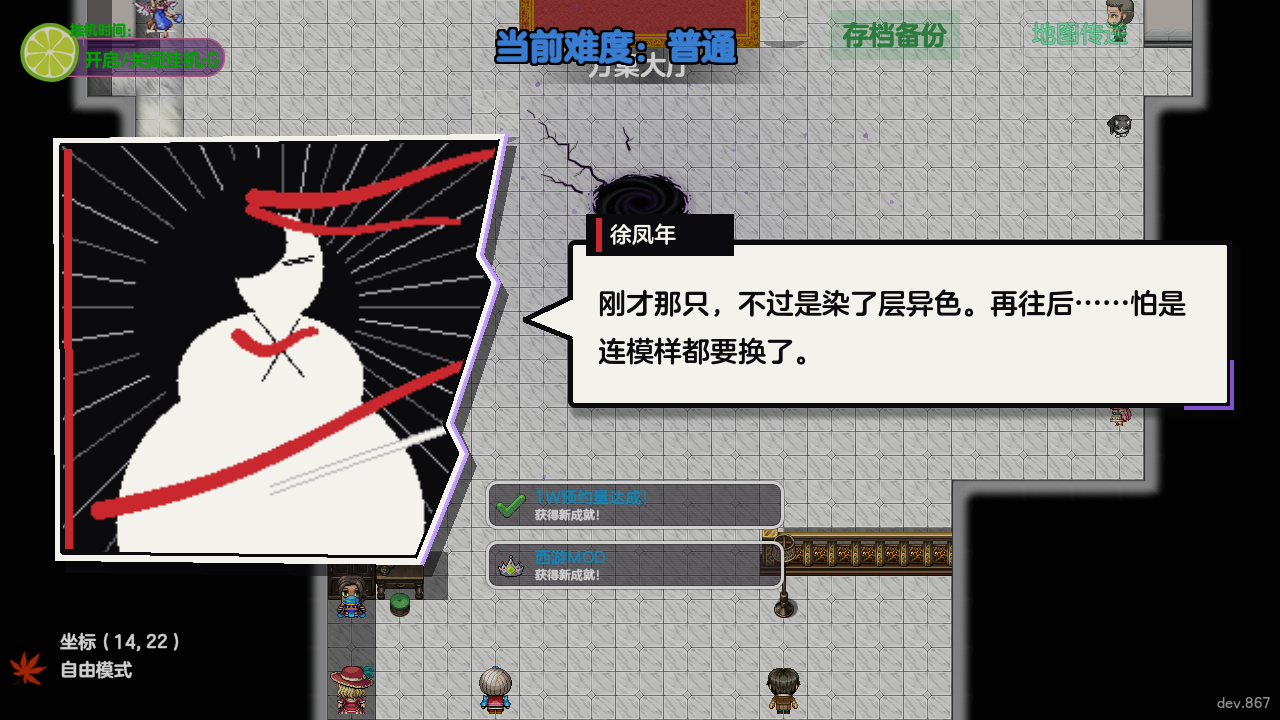 挂机时间:
开启/关闭挂机:G
当前难度：普通
万象大厅
存档备份
地图传送
徐凤年
刚才那只，不过是染了层异色。再往后……怕是
连模样都要换了。
1W预约量达成!
获得新成就!
西游MOD
获得新成就!
坐标 ( 14, 22 )
自由模式
dev.867